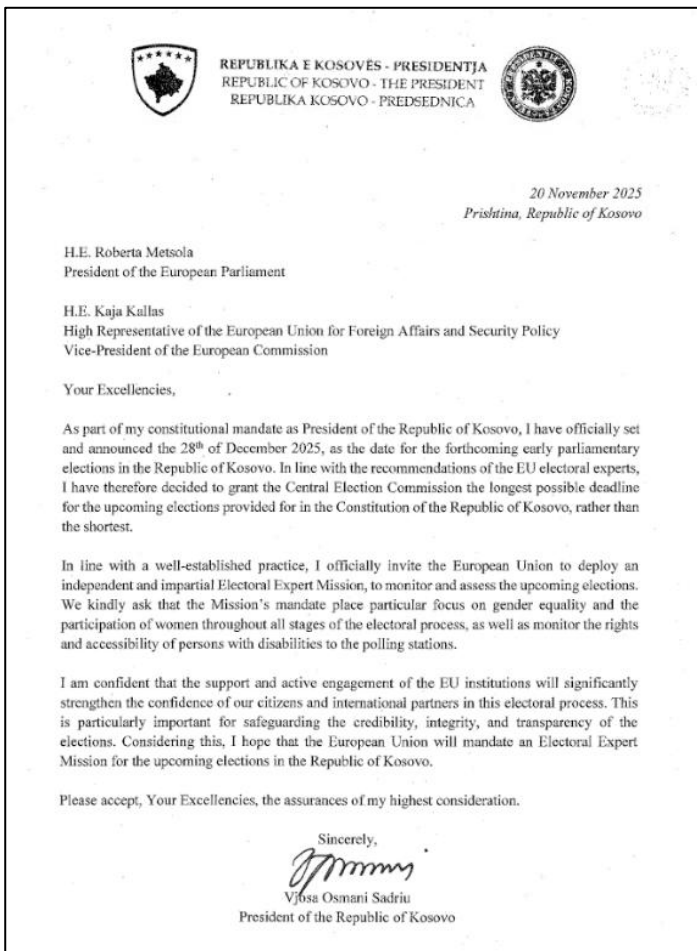 REPUBLIKA E KOSOVËS - PRESIDENTJA
REPUBLIC OF KOSOVO - THE PRESIDENT
REPUBLIKA KOSOVO - PREDSEDNICA
20 November 2025
Prishtina, Republic of Kosovo
H.E. Roberta Metsola
President of the European Parliament
H.E. Kaja Kallas
High Representative of the European Union for Foreign Affairs and Security Policy
Vice-President of the European Commission
Your Excellencies,
As part of my constitutional mandate as President of the Republic of Kosovo, I have officially set
and announced the 28th of December 2025, as the date for the forthcoming early parliamentary
elections in the Republic of Kosovo. In line with the recommendations of the EU electoral experts,
I have therefore decided to grant the Central Election Commission the longest possible deadline
for the upcoming elections provided for in the Constitution of the Republic of Kosovo, rather than
the shortest.
In line with a well-established practice, I officially invite the European Union to deploy an
independent and impartial Electoral Expert Mission, to monitor and assess the upcoming elections.
We kindly ask that the Mission's mandate place particular focus on gender equality and the
participation of women throughout all stages of the electoral process, as well as monitor the rights
and accessibility of persons with disabilities to the polling stations.
I am confident that the support and active engagement of the EU institutions will significantly
strengthen the confidence of our citizens and international partners in this electoral process. This
is particularly important for safeguarding the credibility, integrity, and transparency of the
elections. Considering this, I hope that the European Union will mandate an Electoral Expert
Mission for the upcoming elections in the Republic of Kosovo.
Please accept, Your Excellencies, the assurances of my highest consideration.
Sincerely,
Vjosa Osmani Sadriu
President of the Republic of Kosovo